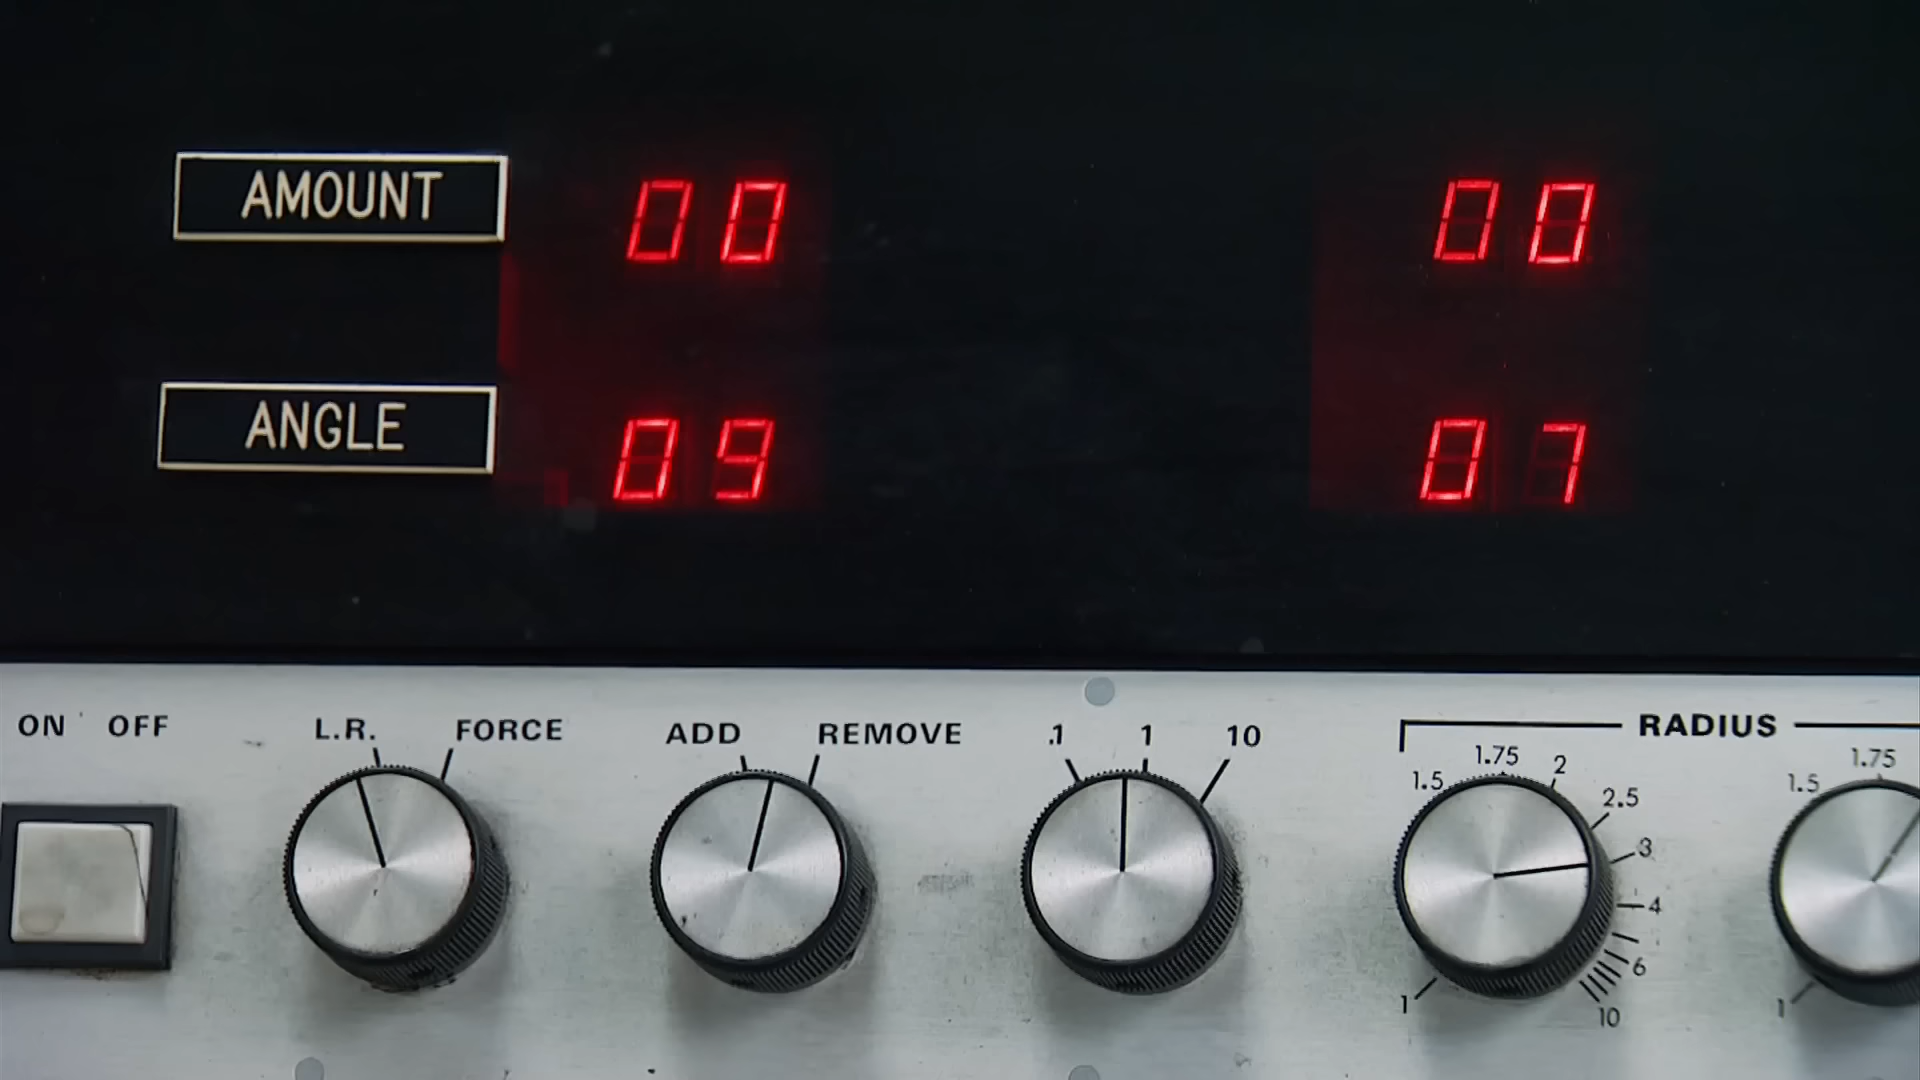 AMOUNT 00 00
ANGLE 09 07
ON OFF L.R. FORCE ADD REMOVE .1 1 10 RADIUS
1.5 1.75 2 2.5 3 4 6 10 1
1.5 1.75 1